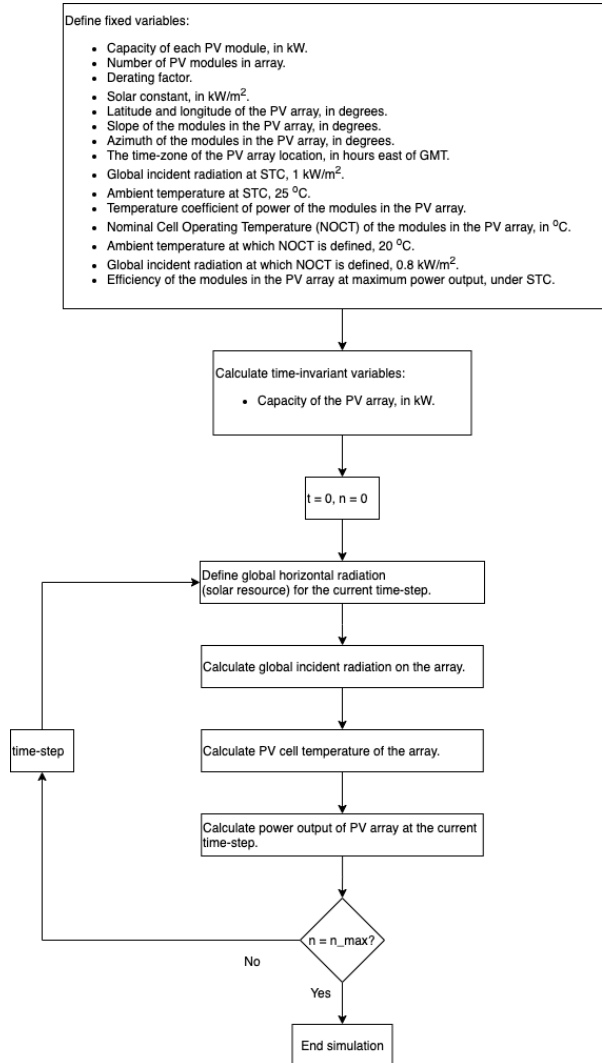 Define fixed variables:
• Capacity of each PV module, in kW.
• Number of PV modules in array.
• Derating factor.
• Solar constant, in kW/m².
• Latitude and longitude of the PV array, in degrees.
• Slope of the modules in the PV array, in degrees.
• Azimuth of the modules in the PV array, in degrees.
• The time-zone of the PV array location, in hours east of GMT.
• Global incident radiation at STC, 1 kW/m².
• Ambient temperature at STC, 25 ⁰C.
• Temperature coefficient of power of the modules in the PV array.
• Nominal Cell Operating Temperature (NOCT) of the modules in the PV array, in ⁰C.
• Ambient temperature at which NOCT is defined, 20 ⁰C.
• Global incident radiation at which NOCT is defined, 0.8 kW/m².
• Efficiency of the modules in the PV array at maximum power output, under STC.
Calculate time-invariant variables:
• Capacity of the PV array, in kW.
t = 0, n = 0
Define global horizontal radiation
(solar resource) for the current time-step.
Calculate global incident radiation on the array.
time-step
Calculate PV cell temperature of the array.
Calculate power output of PV array at the current
time-step.
n = n_max?
No
Yes
End simulation